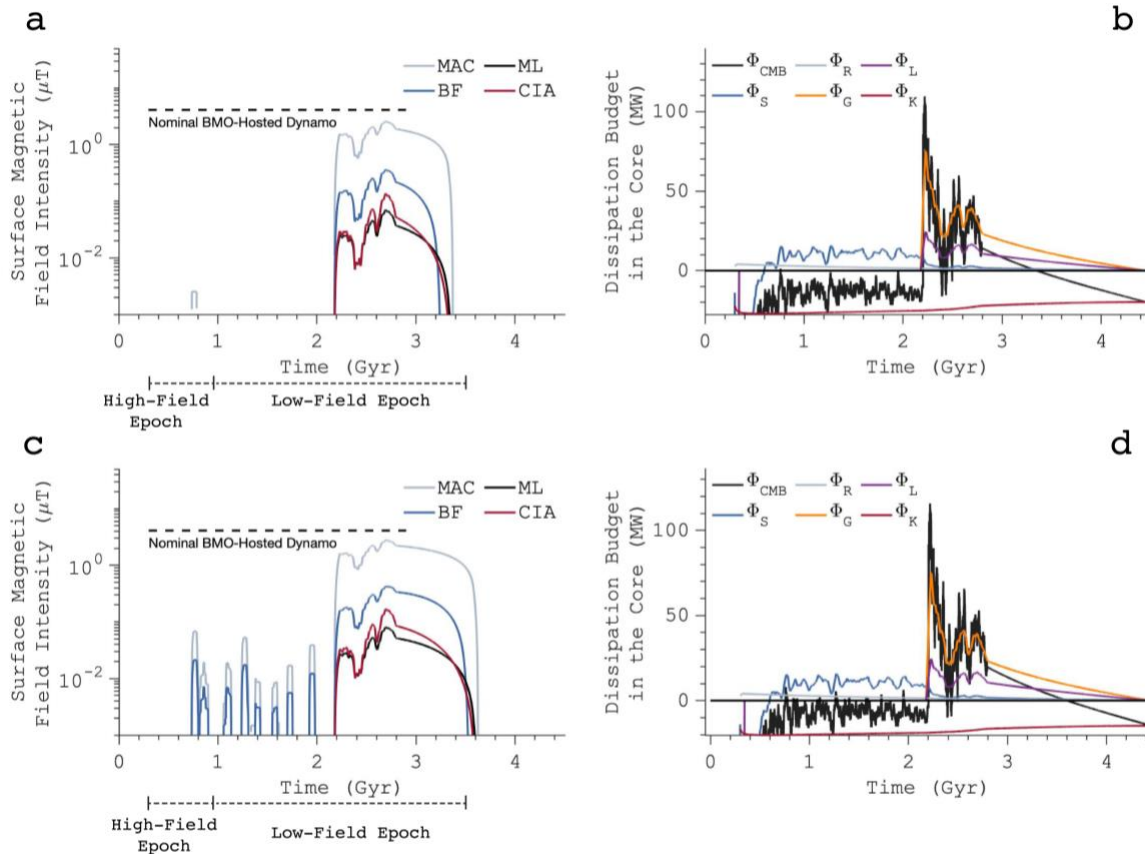 a
MAC
ML
BF
CIA
Nominal BMO-Hosted Dynamo
Surface Magnetic
Field Intensity (μT)
10⁰
10⁻²
0 1 2 3 4
Time (Gyr)
High-Field
Epoch
Low-Field Epoch
b
Φ_CMB Φ_R Φ_L
Φ_S Φ_G Φ_K
Dissipation Budget
in the Core (MW)
100
50
0
0 1 2 3 4
Time (Gyr)
c
MAC
ML
BF
CIA
Nominal BMO-Hosted Dynamo
Surface Magnetic
Field Intensity (μT)
10⁰
10⁻²
0 1 2 3 4
Time (Gyr)
High-Field
Epoch
Low-Field Epoch
d
Φ_CMB Φ_R Φ_L
Φ_S Φ_G Φ_K
Dissipation Budget
in the Core (MW)
100
50
0
0 1 2 3 4
Time (Gyr)